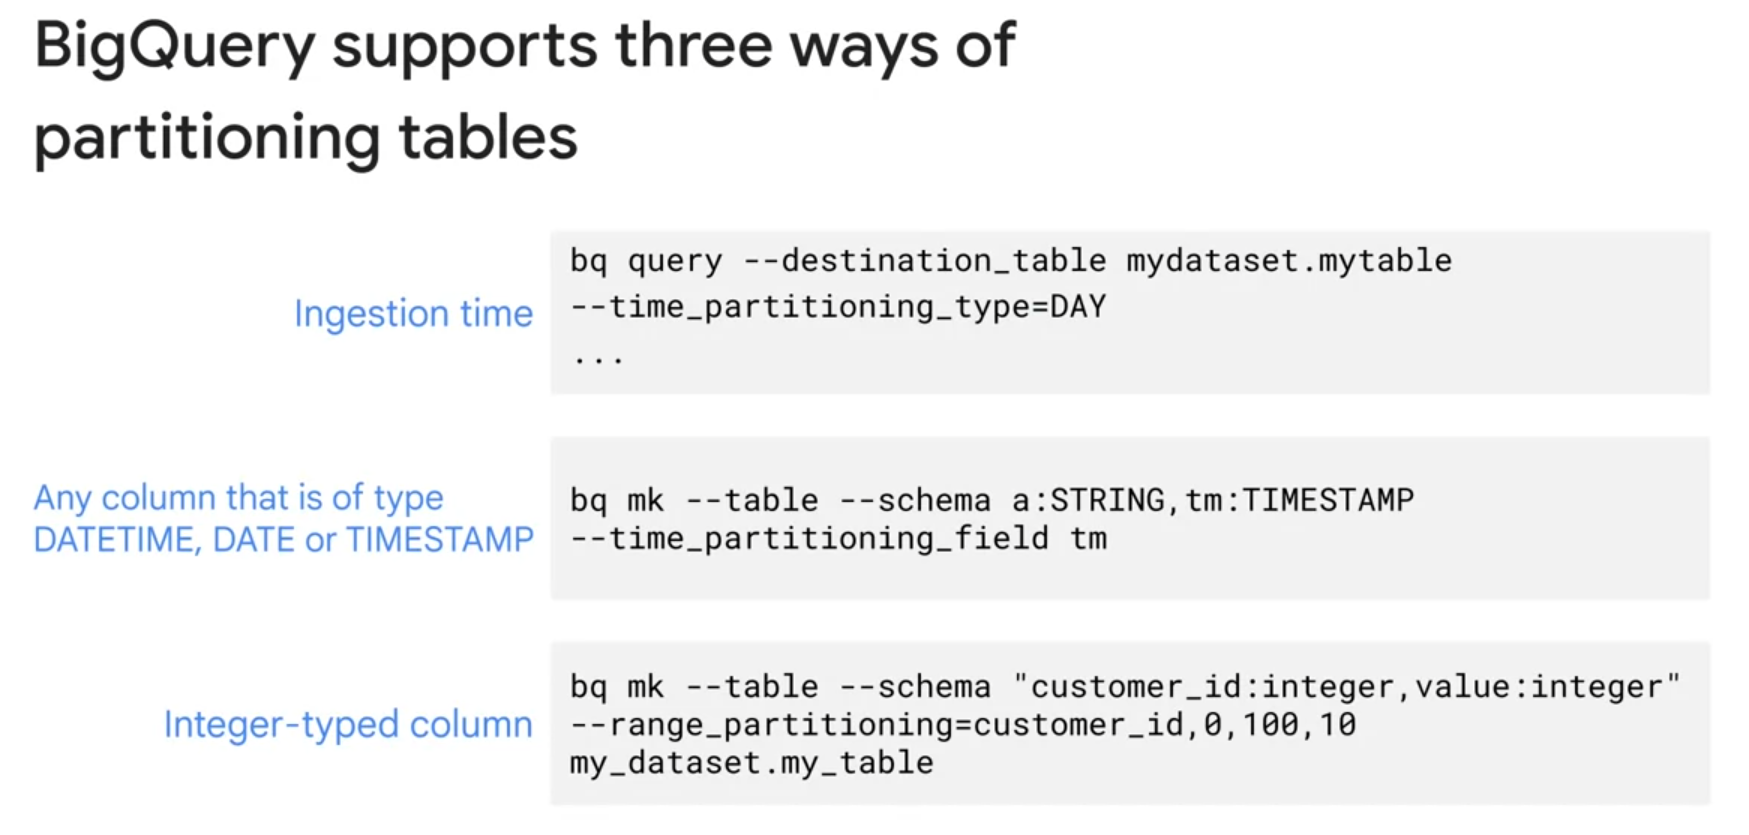 BigQuery supports three ways of
partitioning tables
Ingestion time
bq query --destination_table mydataset.mytable
--time_partitioning_type=DAY
...
Any column that is of type
DATETIME, DATE or TIMESTAMP
bq mk --table --schema a:STRING,tm:TIMESTAMP
--time_partitioning_field tm
Integer-typed column
bq mk --table --schema "customer_id:integer,value:integer"
--range_partitioning=customer_id,0,100,10
my_dataset.my_table